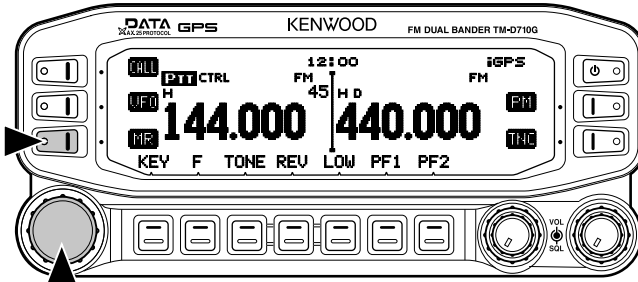 DATA GPS KENWOOD FM DUAL BANDER TM-D710G
AX.25 PROTOCOL
12:00 iGPS
CALL PTT CTRL FM FM
VFO H 45 H D PM
MR 144.000 440.000 TNC
KEY F TONE REV LOW PF1 PF2
VOL
SQL